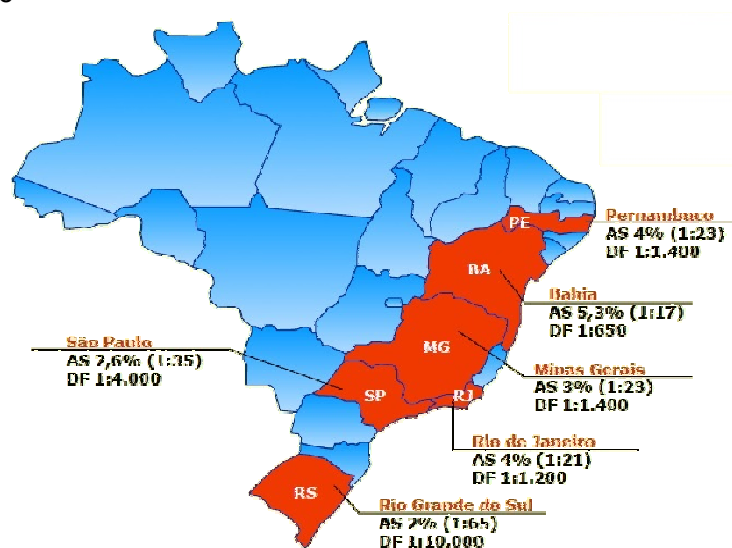 PE
Pernambuco
AS 4% (1:23)
DF 1:1.400
BA
Bahia
AS 5,3% (1:17)
DF 1:650
São Paulo
AS 2,6% (1:35)
DF 1:4.000
MG
Minas Gerais
AS 3% (1:23)
DF 1:1.400
SP
RJ
Rio de Janeiro
AS 4% (1:21)
DF 1:1.200
RS
Rio Grande do Sul
AS 2% (1:65)
DF 1:10.000